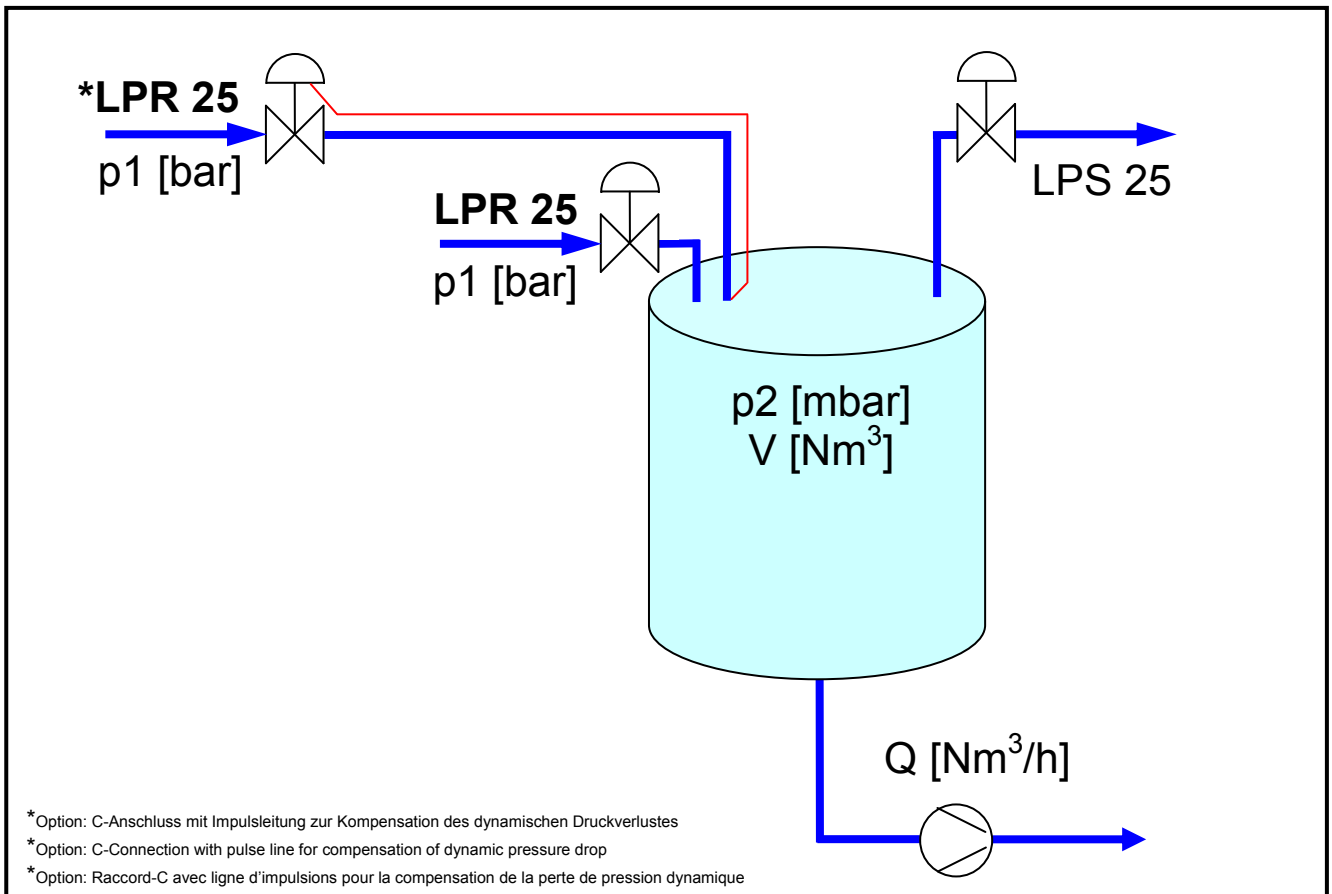 *LPR 25
p1 [bar]
LPR 25
p1 [bar]
LPS 25
p2 [mbar]
V [Nm³]
Q [Nm³/h]
*Option: C-Anschluss mit Impulsleitung zur Kompensation des dynamischen Druckverlustes
*Option: C-Connection with pulse line for compensation of dynamic pressure drop
*Option: Raccord-C avec ligne d'impulsions pour la compensation de la perte de pression dynamique